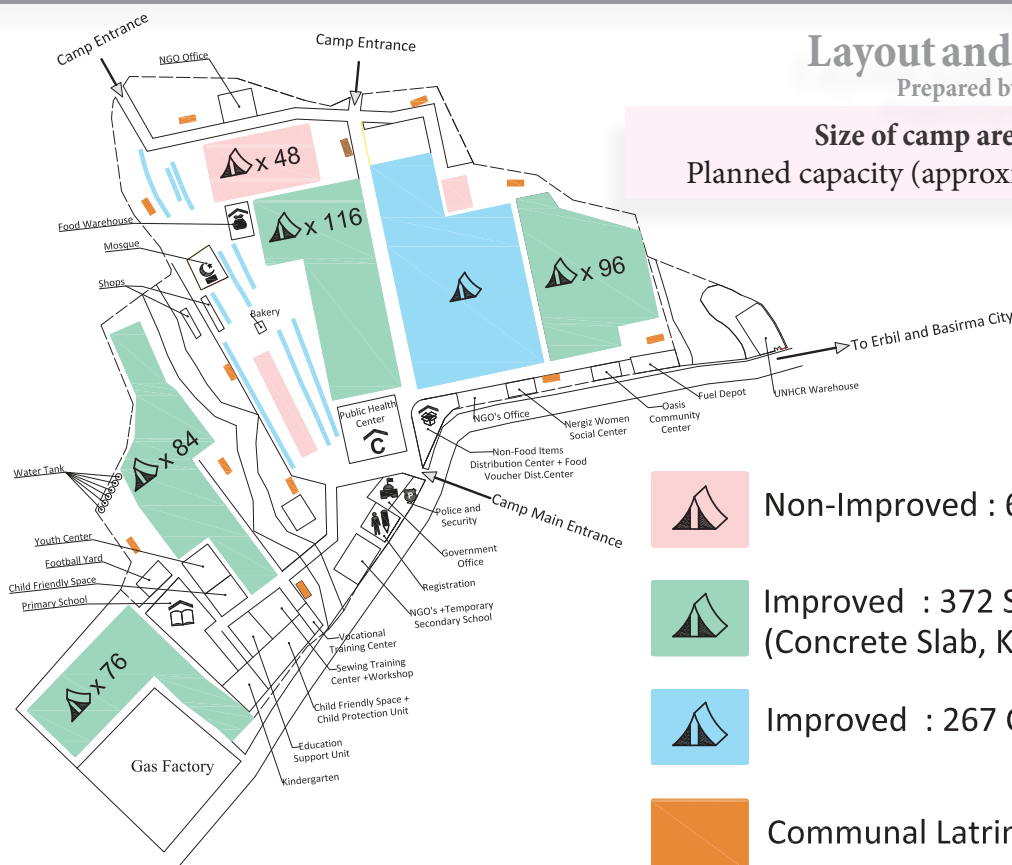 Layout and
Prepared b
Size of camp are
Planned capacity (approxi
Camp Entrance
Camp Entrance
NGO Office
x 48
Food Warehouse
x 116
Mosque
x 96
Shops
Bakery
To Erbil and Basirma City
Public Health
Center
C
NGO's Office
Nergiz Women
Social Center
Oasis
Community
Center
Fuel Depot
UNHCR Warehouse
Non-Food Items
Distribution Center + Food
Voucher Dist.Center
x 84
Water Tank
Camp Main Entrance
P
Police and
Security
Government
Office
Registration
NGO's +Temporary
Secondary School
Youth Center
Football Yard
Child Friendly Space
Primary School
Vocational
Training Center
Sewing Training
Center +Workshop
Child Friendly Space +
Child Protection Unit
Education
Support Unit
Kindergarten
x 76
Gas Factory
Non-Improved : 6
Improved : 372 S
(Concrete Slab, K
Improved : 267
Communal Latrin